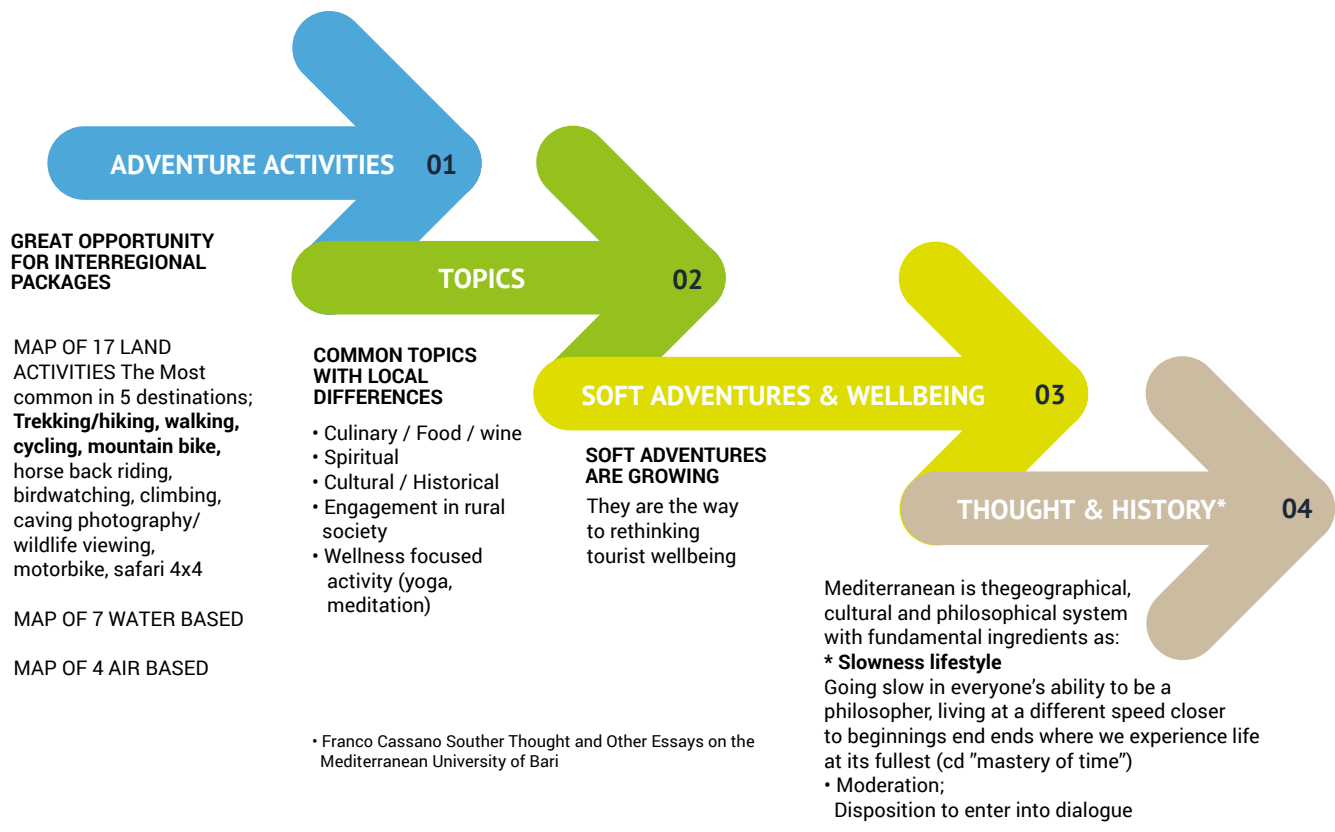 ADVENTURE ACTIVITIES 01
GREAT OPPORTUNITY
FOR INTERREGIONAL
PACKAGES
MAP OF 17 LAND
ACTIVITIES The Most
common in 5 destinations;
Trekking/hiking, walking,
cycling, mountain bike,
horse back riding,
birdwatching, climbing,
caving photography/
wildlife viewing,
motorbike, safari 4x4
MAP OF 7 WATER BASED
MAP OF 4 AIR BASED
TOPICS 02
COMMON TOPICS
WITH LOCAL
DIFFERENCES
• Culinary / Food / wine
• Spiritual
• Cultural / Historical
• Engagement in rural
society
• Wellness focused
activity (yoga,
meditation)
• Franco Cassano Souther Thought and Other Essays on the
Mediterranean University of Bari
SOFT ADVENTURES & WELLBEING 03
SOFT ADVENTURES
ARE GROWING
They are the way
to rethinking
tourist wellbeing
THOUGHT & HISTORY* 04
Mediterranean is thegeographical,
cultural and philosophical system
with fundamental ingredients as:
* Slowness lifestyle
Going slow in everyone's ability to be a
philosopher, living at a different speed closer
to beginnings end ends where we experience life
at its fullest (cd "mastery of time")
• Moderation;
Disposition to enter into dialogue